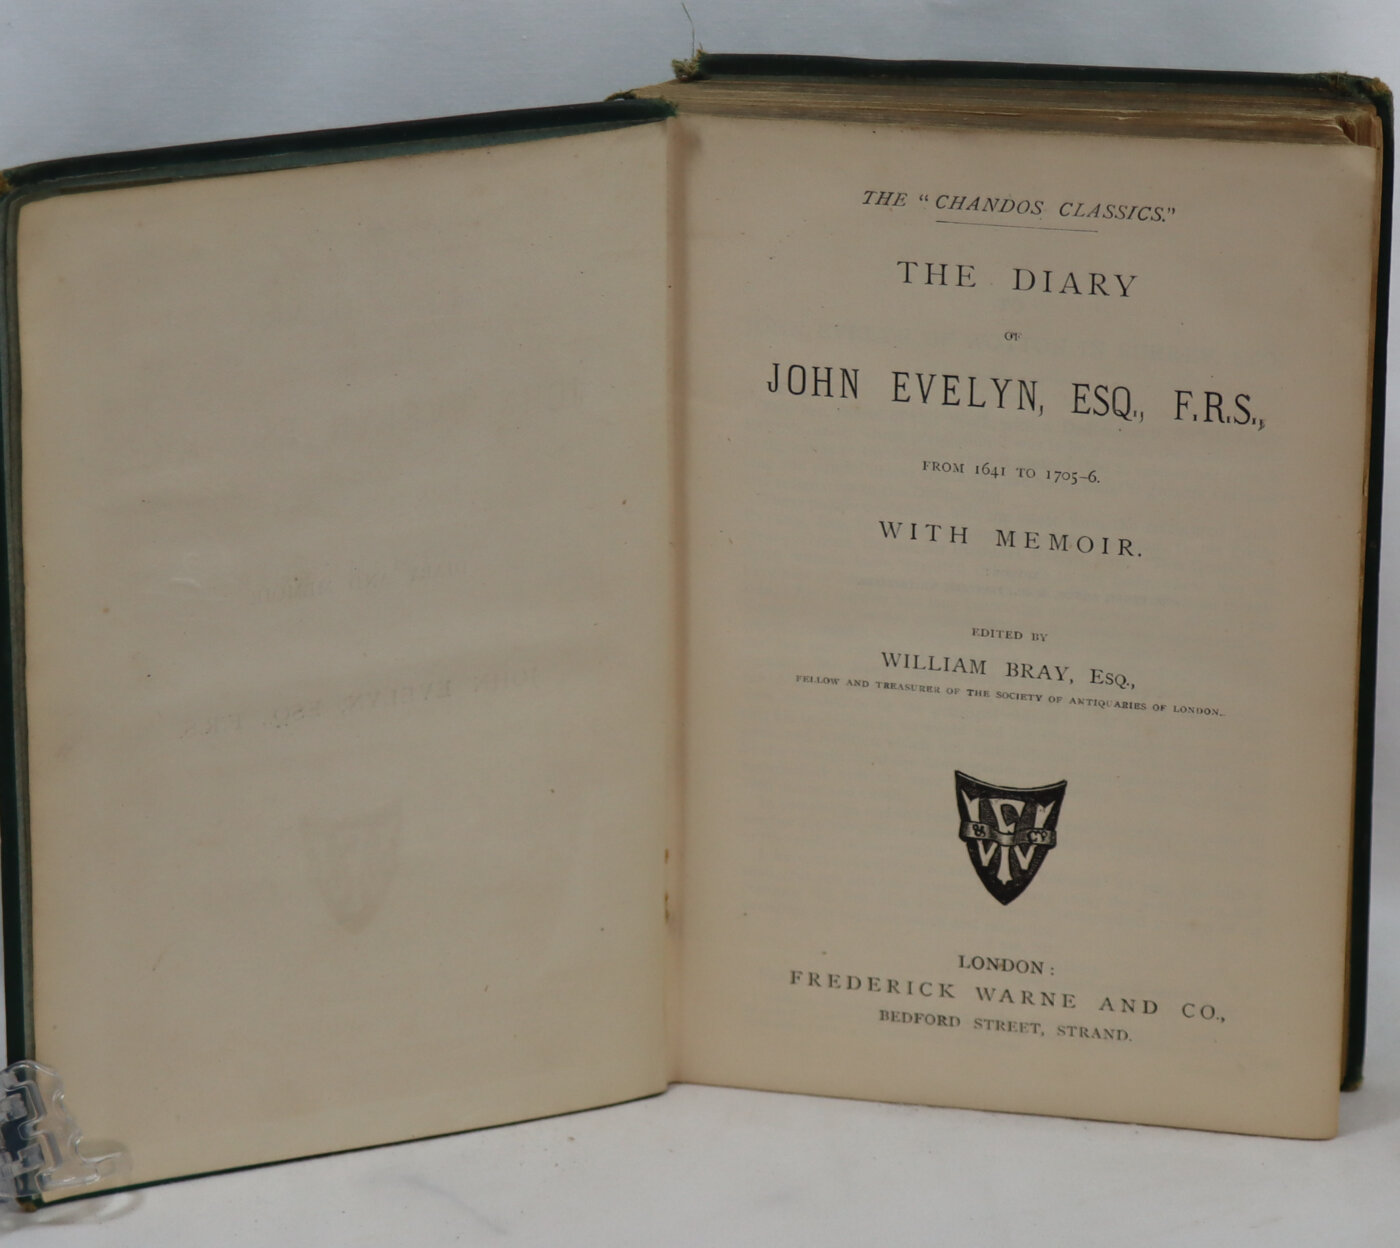 THE "CHANDOS CLASSICS."
THE DIARY
OF
JOHN EVELYN, ESQ., F.R.S.,
FROM 1641 TO 1705-6.
WITH MEMOIR.
EDITED BY
WILLIAM BRAY, ESQ.,
FELLOW AND TREASURER OF THE SOCIETY OF ANTIQUARIES OF LONDON.
LONDON:
FREDERICK WARNE AND CO.,
BEDFORD STREET, STRAND.